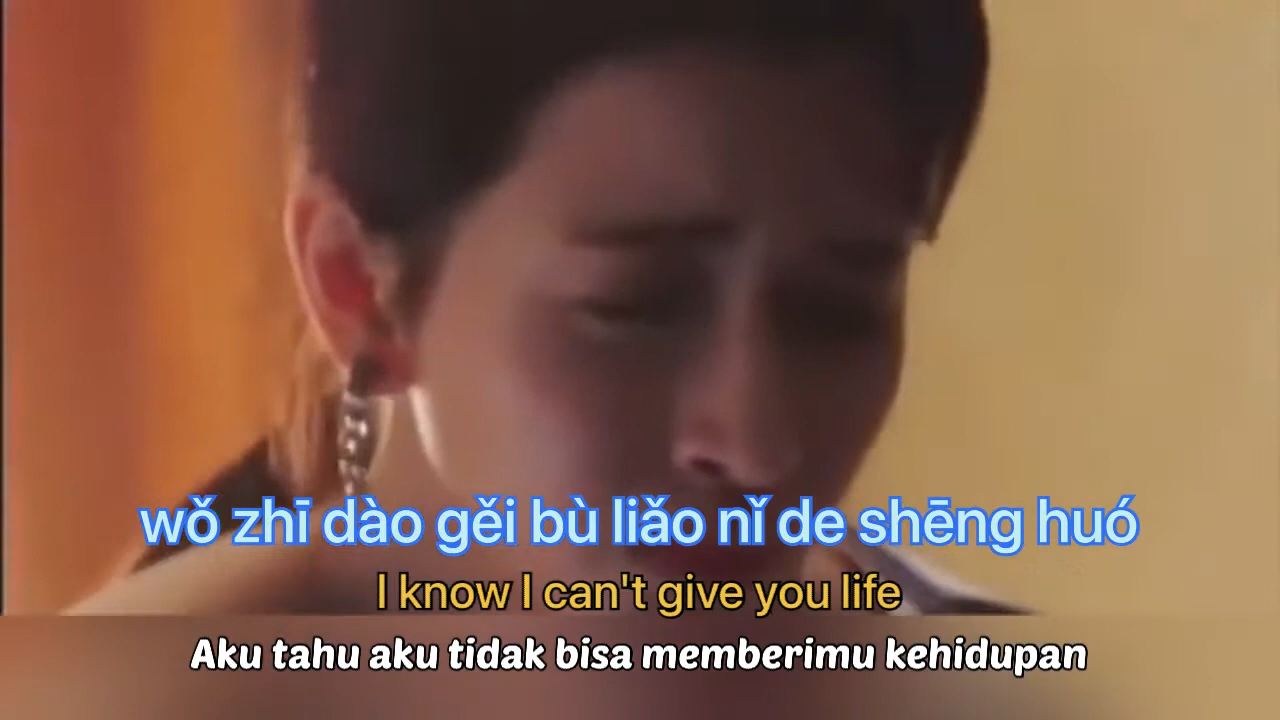 wǒ zhī dào gěi bù liǎo nǐ de shēng huó
I know I can't give you life
Aku tahu aku tidak bisa memberimu kehidupan